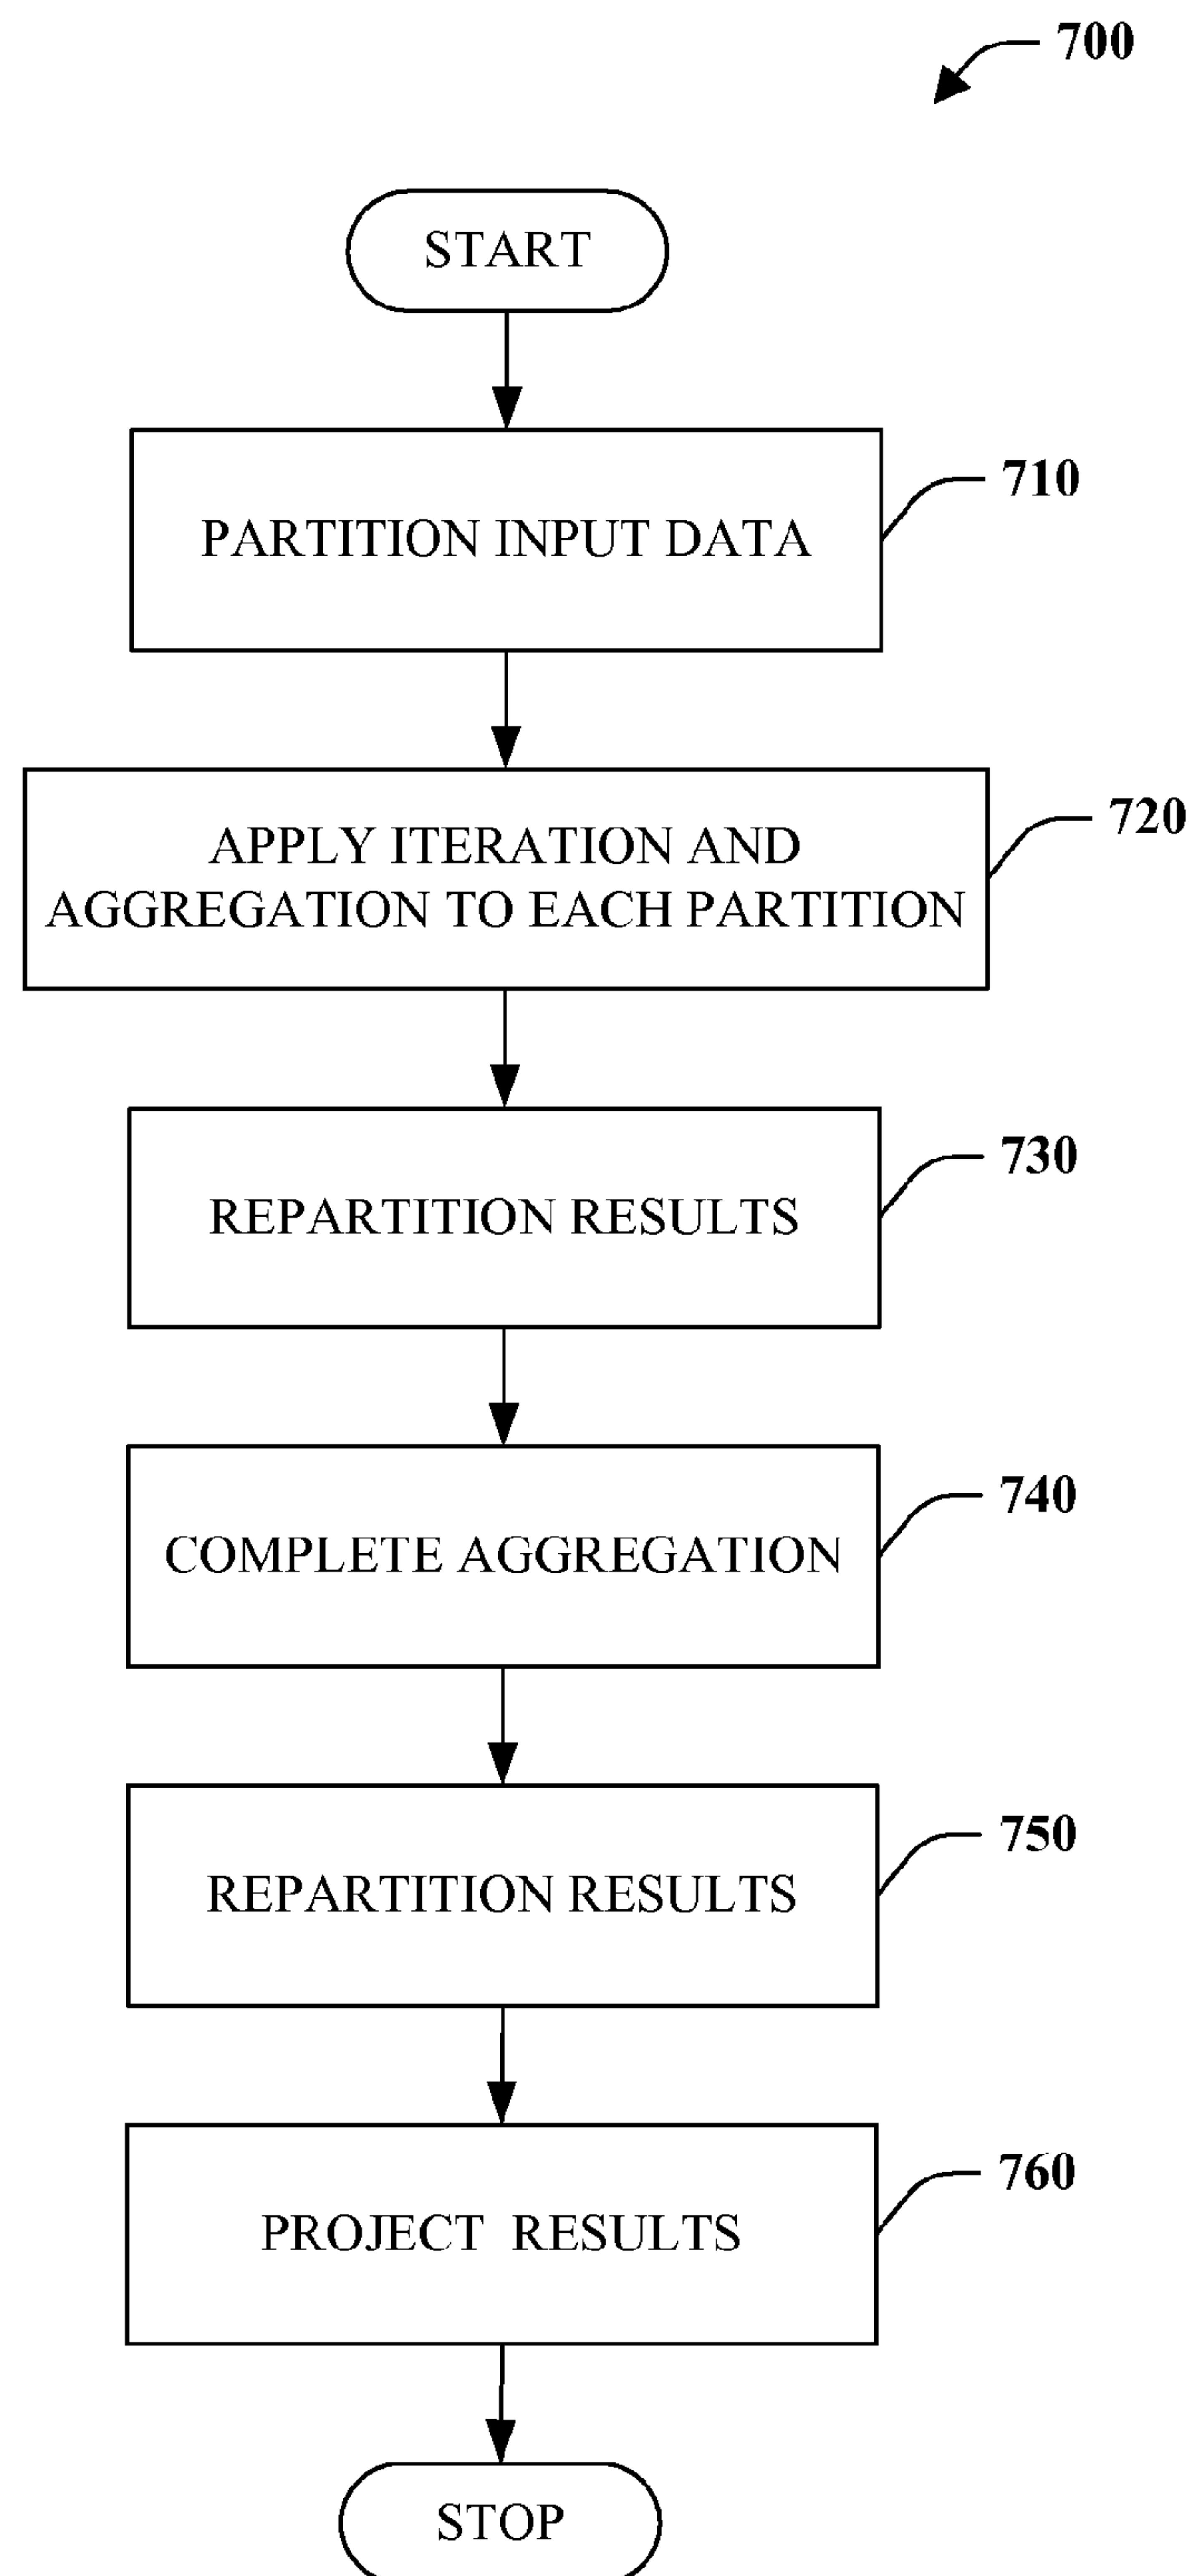 700
START
710
PARTITION INPUT DATA
720
APPLY ITERATION AND
AGGREGATION TO EACH PARTITION
730
REPARTITION RESULTS
740
COMPLETE AGGREGATION
750
REPARTITION RESULTS
760
PROJECT RESULTS
STOP